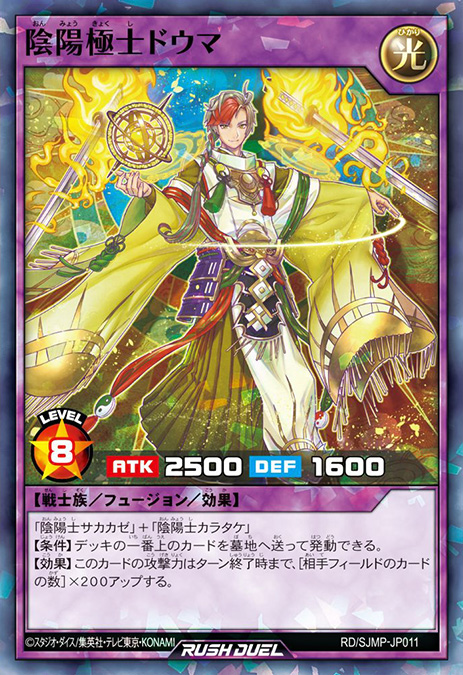 陰陽極士ドウマ
光
LEVEL
8
ATK 2500 DEF 1600
【戦士族/フュージョン/効果】
「陰陽士サカカゼ」+「陰陽士カラタケ」
【条件】デッキの一番上のカードを墓地へ送って発動できる。
【効果】このカードの攻撃力はターン終了時まで、[相手フィールドのカード
の数]×200アップする。
©スタジオ・ダイス/集英社・テレビ東京・KONAMI
RUSH DUEL
RD/SJMP-JP011